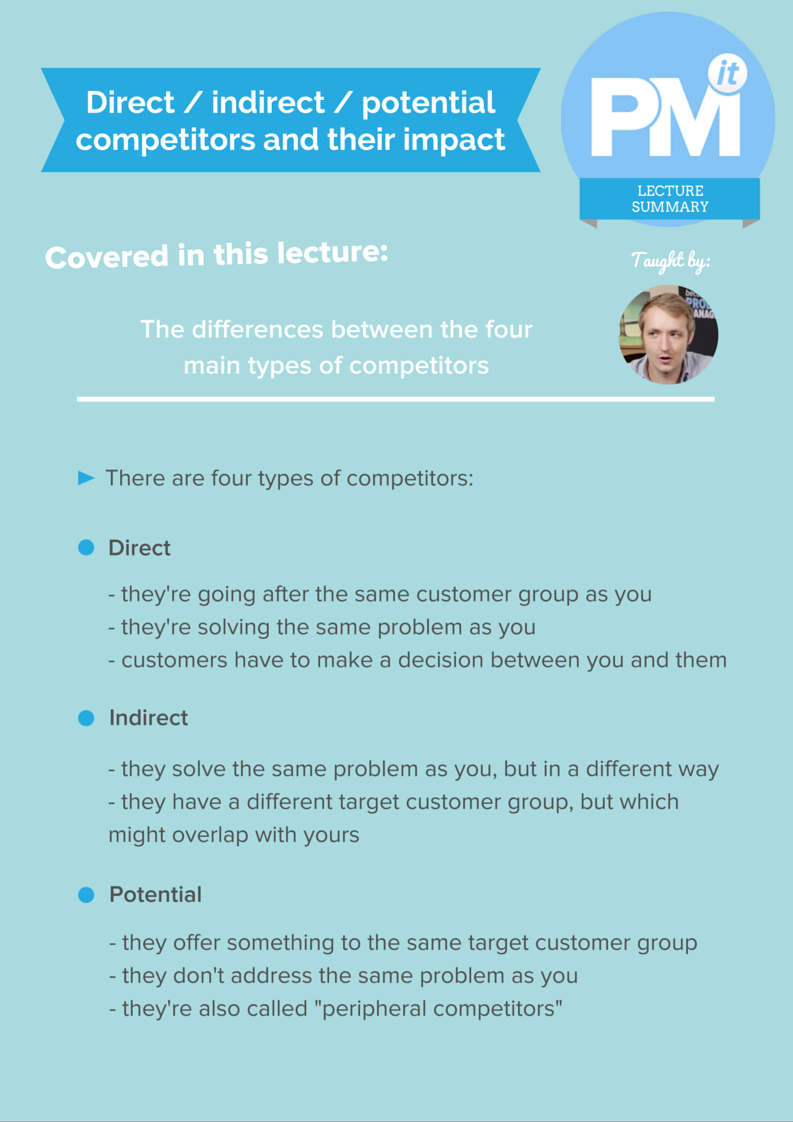 Direct / indirect / potential
competitors and their impact
PM it
LECTURE
SUMMARY
Covered in this lecture:
Taught by:
The differences between the four
main types of competitors
There are four types of competitors:
Direct
- they're going after the same customer group as you
- they're solving the same problem as you
- customers have to make a decision between you and them
Indirect
- they solve the same problem as you, but in a different way
- they have a different target customer group, but which
might overlap with yours
Potential
- they offer something to the same target customer group
- they don't address the same problem as you
- they're also called "peripheral competitors"